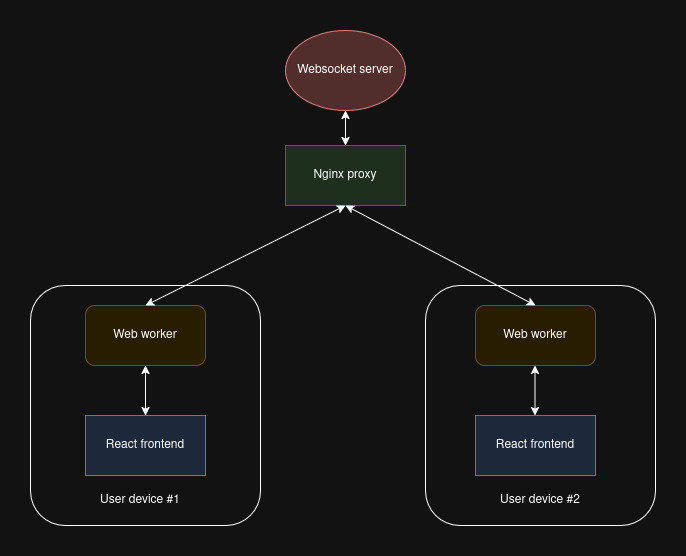 Websocket server
Nginx proxy
Web worker
Web worker
React frontend
React frontend
User device #1
User device #2